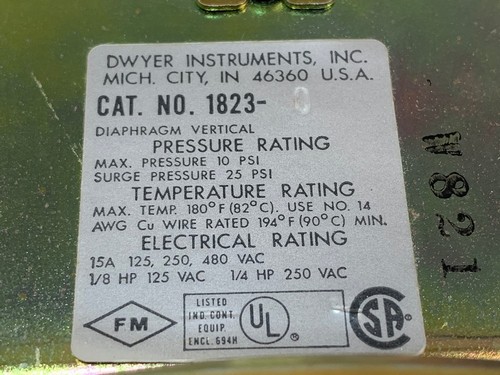 DWYER INSTRUMENTS, INC.
MICH. CITY, IN 46360 U.S.A.
CAT. NO. 1823- 0
DIAPHRAGM VERTICAL
PRESSURE RATING
MAX. PRESSURE 10 PSI
SURGE PRESSURE 25 PSI
TEMPERATURE RATING
MAX. TEMP. 180°F (82°C). USE NO. 14
AWG Cu WIRE RATED 194°F (90°C) MIN.
ELECTRICAL RATING
15A 125, 250, 480 VAC
1/8 HP 125 VAC 1/4 HP 250 VAC
FM
LISTED
IND. CONT.
EQUIP.
ENCL. 694H
UL ®
SA ®
128M